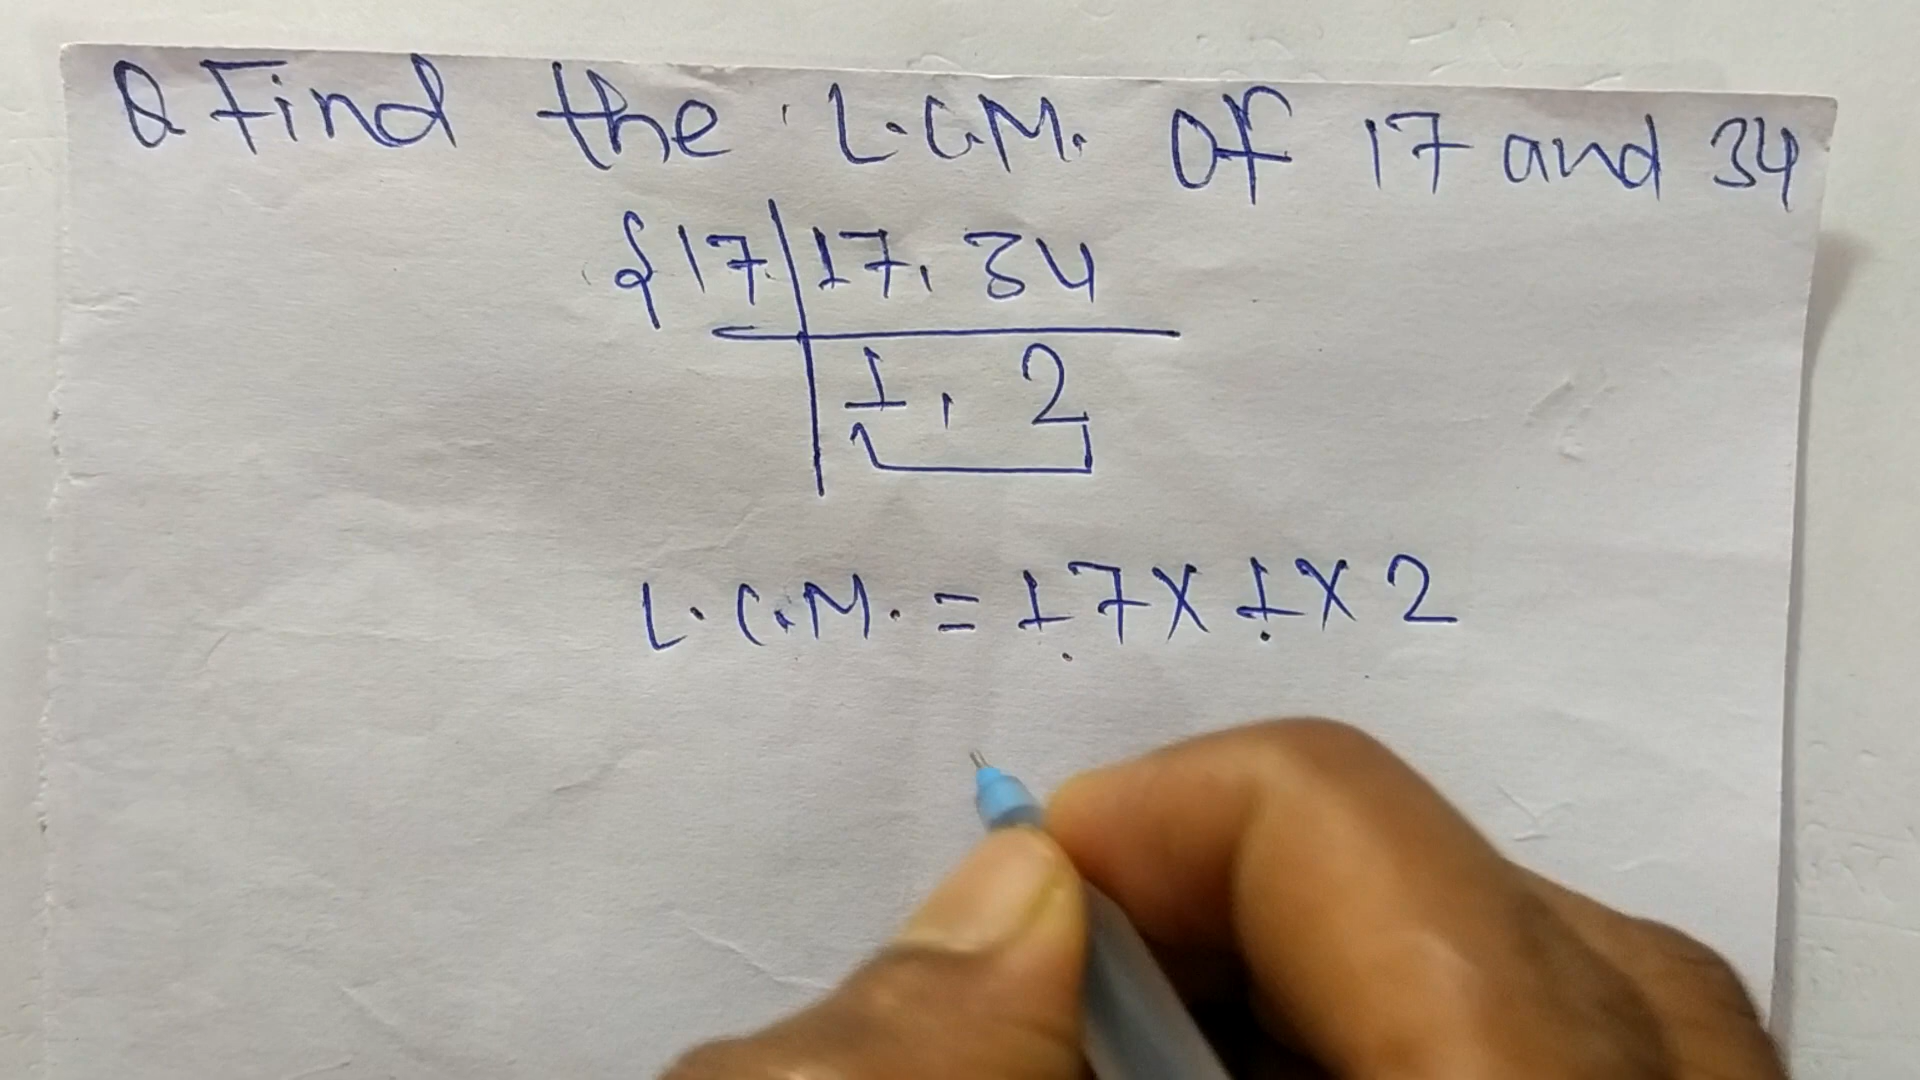 Q Find the L.C.M. of 17 and 34
{17 | 17, 34
1, 2
L.C.M. = 17 X 1 X 2